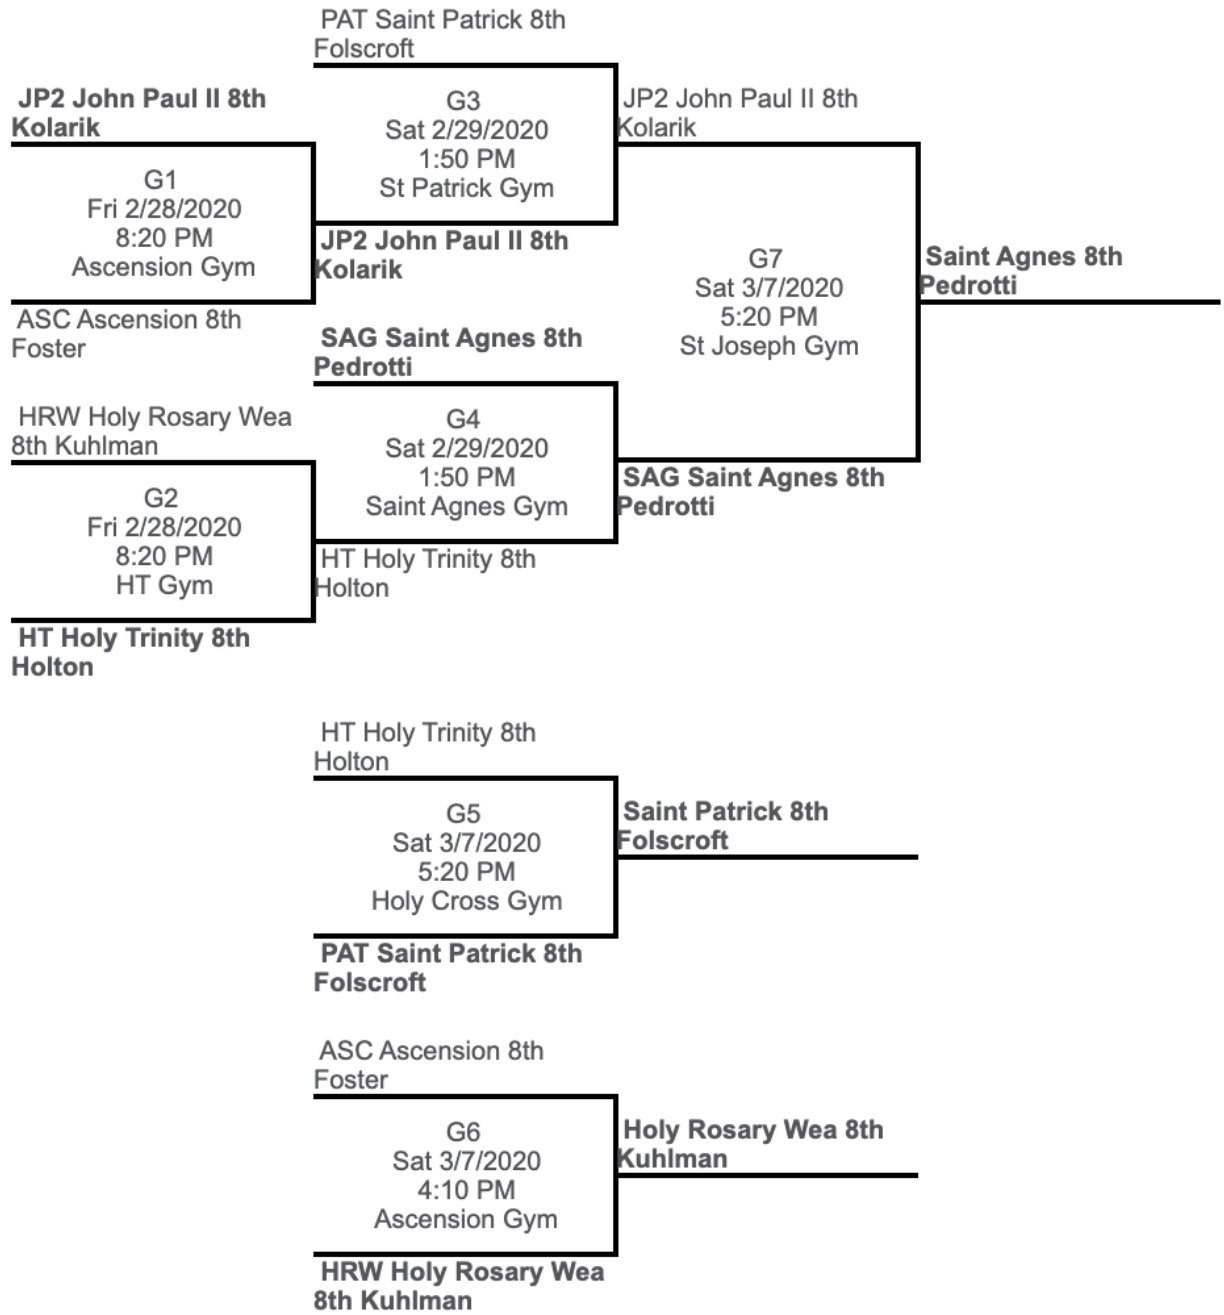 PAT Saint Patrick 8th
Folscroft
JP2 John Paul II 8th
Kolarik
G1
Fri 2/28/2020
8:20 PM
Ascension Gym
ASC Ascension 8th
Foster
G3
Sat 2/29/2020
1:50 PM
St Patrick Gym
JP2 John Paul II 8th
Kolarik
JP2 John Paul II 8th
Kolarik
HRW Holy Rosary Wea
8th Kuhlman
G2
Fri 2/28/2020
8:20 PM
HT Gym
HT Holy Trinity 8th
Holton
SAG Saint Agnes 8th
Pedrotti
G4
Sat 2/29/2020
1:50 PM
Saint Agnes Gym
HT Holy Trinity 8th
Holton
G7
Sat 3/7/2020
5:20 PM
St Joseph Gym
SAG Saint Agnes 8th
Pedrotti
Saint Agnes 8th
Pedrotti
HT Holy Trinity 8th
Holton
G5
Sat 3/7/2020
5:20 PM
Holy Cross Gym
PAT Saint Patrick 8th
Folscroft
Saint Patrick 8th
Folscroft
ASC Ascension 8th
Foster
G6
Sat 3/7/2020
4:10 PM
Ascension Gym
HRW Holy Rosary Wea
8th Kuhlman
Holy Rosary Wea 8th
Kuhlman